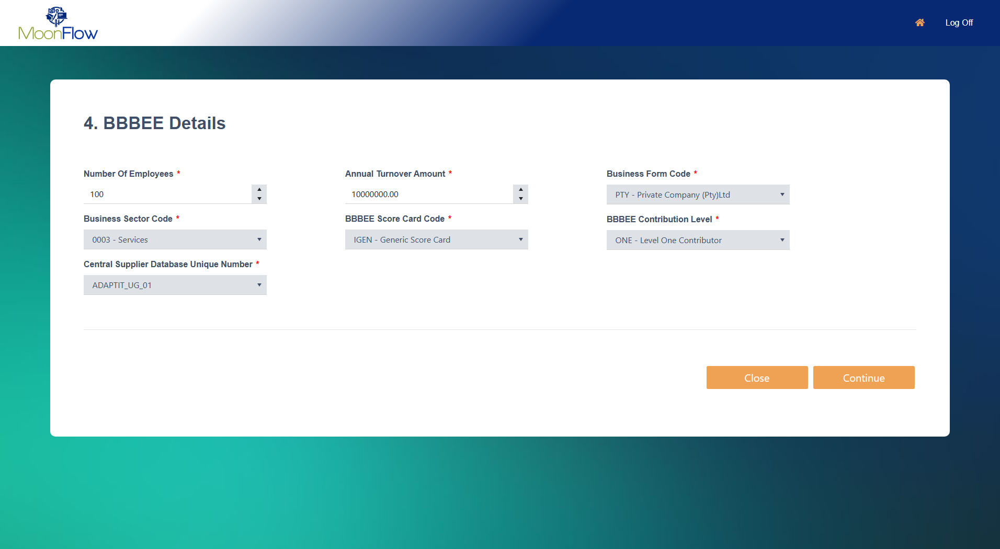 MoonFlow
Log Off
4. BBBEE Details
Number Of Employees *
Annual Turnover Amount *
Business Form Code *
100
10000000.00
PTY - Private Company (Pty)Ltd
Business Sector Code *
BBBEE Score Card Code *
BBBEE Contribution Level *
0003 - Services
IGEN - Generic Score Card
ONE - Level One Contributor
Central Supplier Database Unique Number *
ADAPTIT_UG_01
Close
Continue